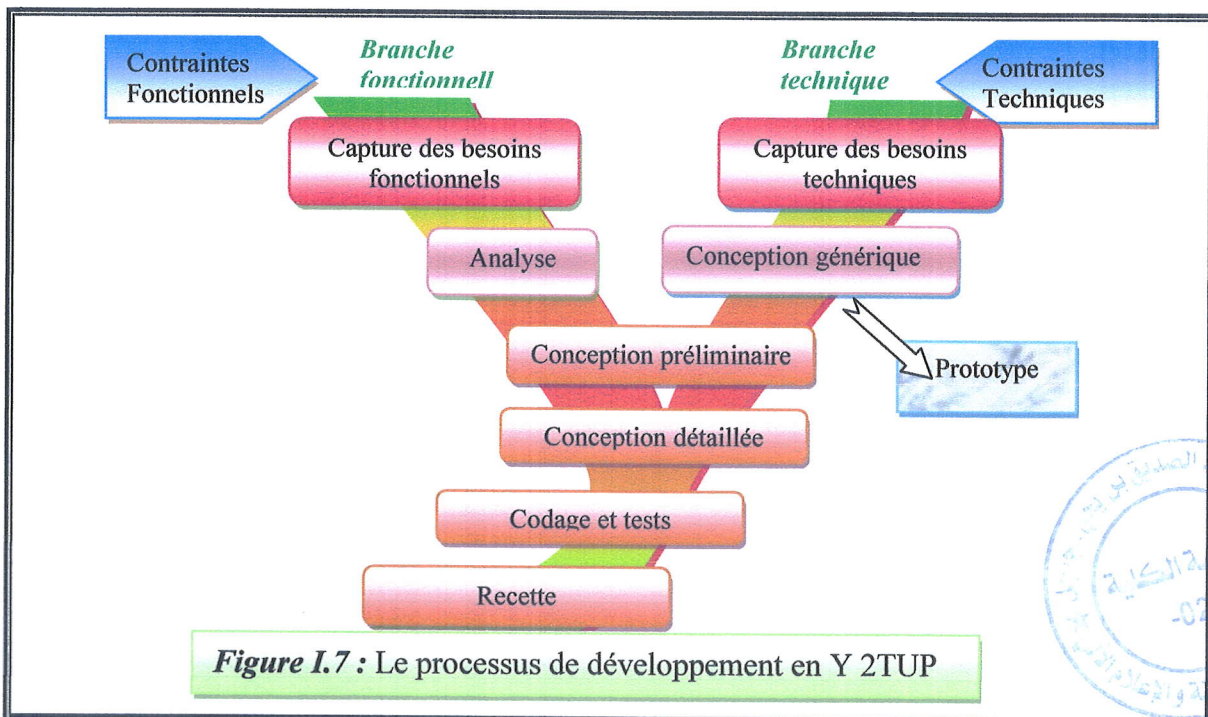 Contraintes
Fonctionnels
Branche
fonctionnell
Branche
technique
Contraintes
Techniques
Capture des besoins
fonctionnels
Capture des besoins
techniques
Analyse
Conception générique
Conception préliminaire
Prototype
Conception détaillée
Codage et tests
Recette
Figure I.7 : Le processus de développement en Y 2TUP
-02